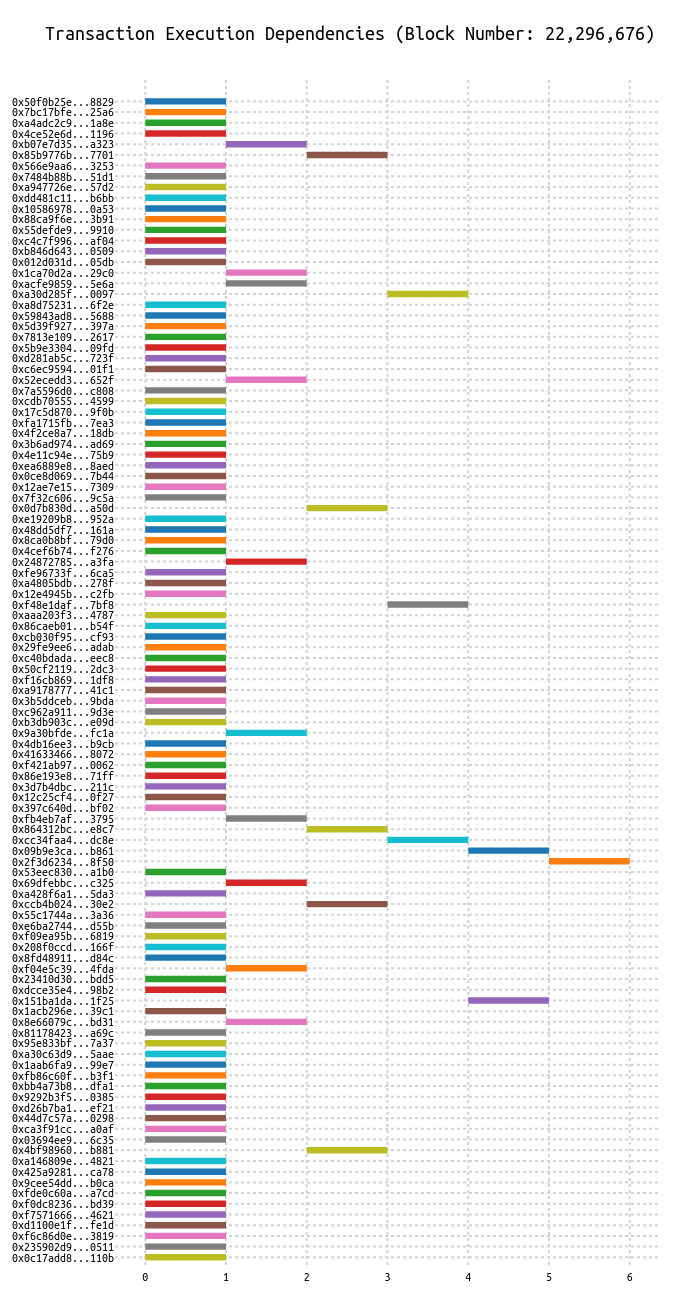 Transaction Execution Dependencies (Block Number: 22,296,676)
0x50f0b25e...8829
0x7bc17bfe...25a6
0xa4adc2c9...1a8e
0x4ce52e6d...1196
0xb07e7d35...a323
0x85b9776b...7701
0x566e9aa6...3253
0x7484b88b...51d1
0xa947726e...57d2
0xdd481c11...b6bb
0x10586978...0a53
0x88ca9f6e...3b91
0x55defde9...9910
0xc4c7f996...af04
0xb846d643...0509
0x012d031d...05db
0x1ca70d2a...29c0
0xacfe9859...5e6a
0xa30d285f...0097
0xa8d75231...6f2e
0x59843ad8...5688
0x5d39f927...397a
0x7813e109...2617
0x5b9e3304...09fd
0xd281ab5c...723f
0xc6ec9594...01f1
0x52ecedd3...652f
0x7a5596d0...c808
0xcdb70555...4599
0x17c5d870...9f0b
0xfa1715fb...7ea3
0x4f2ce8a7...18db
0x3b6ad974...ad69
0x4e11c94e...75b9
0xea6889e8...8aed
0x0ce8d069...7b44
0x12ae7e15...7309
0x7f32c606...9c5a
0x0d7b830d...a50d
0xe19209b8...952a
0x48dd5df7...161a
0x8ca0b8bf...79d0
0x4cef6b74...f276
0x24872785...a3fa
0xfe96733f...6ca5
0xa4805bdb...278f
0x12e4945b...c2fb
0xf48e1daf...7bf8
0xaaa203f3...4787
0x86caeb01...b54f
0xcb030f95...cf93
0x29fe9ee6...adab
0xc40bdada...eec8
0x50cf2119...2dc3
0xf16cb869...1df8
0xa9178777...41c1
0x3b5ddceb...9bda
0xc962a911...9d3e
0xb3db903c...e09d
0x9a30bfde...fc1a
0x4db16ee3...b9cb
0x41633466...8072
0xf421ab97...0062
0x86e193e8...71ff
0x3d7b4dbc...211c
0x12c25cf4...0f27
0x397c640d...bf02
0xfb4eb7af...3795
0x864312bc...e8c7
0xcc34faa4...dc8e
0x09b9e3ca...b861
0x2f3d6234...8f50
0x53eec830...a1b0
0x69dfebbc...c325
0xa428f6a1...5da3
0xccb4b024...30e2
0x55c1744a...3a36
0xe6ba2744...d55b
0xf09ea95b...6819
0x208f0ccd...166f
0x8fd48911...d84c
0xf04e5c39...4fda
0x23410d30...bdd5
0xdcce35e4...98b2
0x151ba1da...1f25
0x1acb296e...39c1
0x8e66079c...bd31
0x81178423...a69c
0x95e833bf...7a37
0xa30c63d9...5aae
0x1aab6fa9...99e7
0xfb86c60f...b3f1
0xbb4a73b8...dfa1
0x9292b3f5...0385
0xd26b7ba1...ef21
0x44d7c57a...0298
0xca3f91cc...a0af
0x03694ee9...6c35
0x4bf98960...b881
0xa146809e...4821
0x425a9281...ca78
0x9cee54dd...b0ca
0xfde0c60a...a7cd
0xf0dc8236...bd39
0xf7571666...4621
0xd1100e1f...fe1d
0xf6c86d0e...3819
0x235902d9...0511
0x0c17add8...110b
0 1 2 3 4 5 6